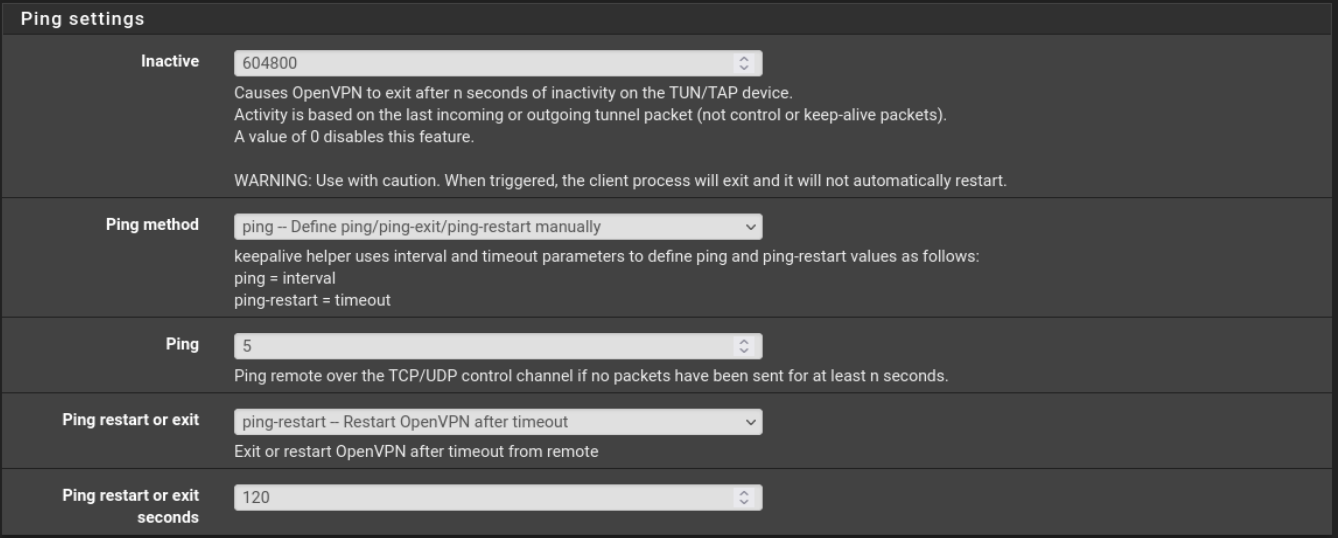 Ping settings
Inactive
604800
Causes OpenVPN to exit after n seconds of inactivity on the TUN/TAP device.
Activity is based on the last incoming or outgoing tunnel packet (not control or keep-alive packets).
A value of 0 disables this feature.
WARNING: Use with caution. When triggered, the client process will exit and it will not automatically restart.
Ping method
ping -- Define ping/ping-exit/ping-restart manually
keepalive helper uses interval and timeout parameters to define ping and ping-restart values as follows:
ping = interval
ping-restart = timeout
Ping
5
Ping remote over the TCP/UDP control channel if no packets have been sent for at least n seconds.
Ping restart or exit
ping-restart -- Restart OpenVPN after timeout
Exit or restart OpenVPN after timeout from remote
Ping restart or exit
seconds
120